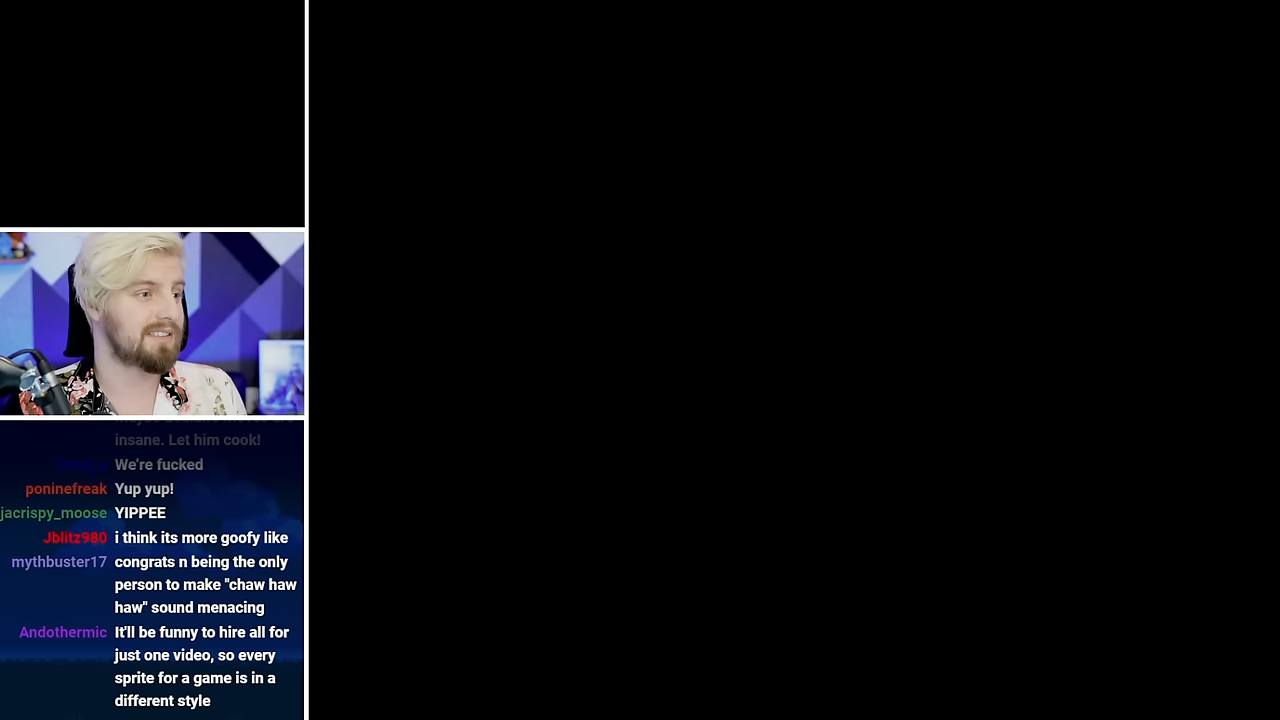 insane. Let him cook!
We're fucked
poninefreak Yup yup!
jacrispy_moose YIPPEE
Jblitz980 i think its more goofy like
mythbuster17 congrats n being the only
person to make "chaw haw
haw" sound menacing
Andothermic It'll be funny to hire all for
just one video, so every
sprite for a game is in a
different style